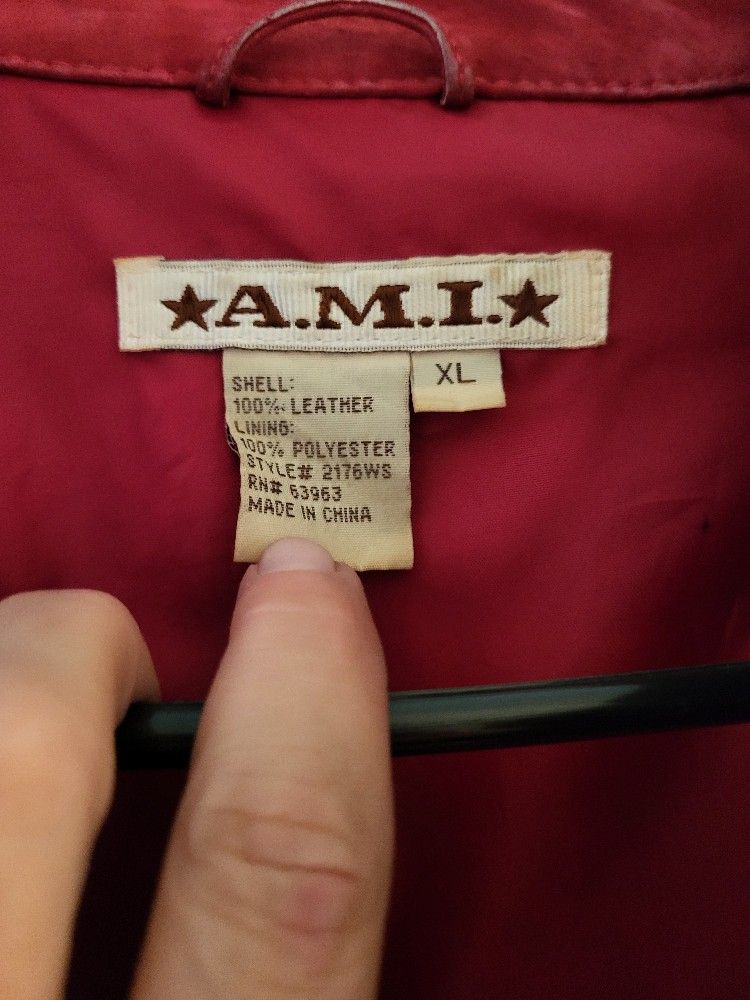 ★A.M.I.★
XL
SHELL:
100% LEATHER
LINING:
100% POLYESTER
STYLE# 2176WS
RN# 63963
MADE IN CHINA